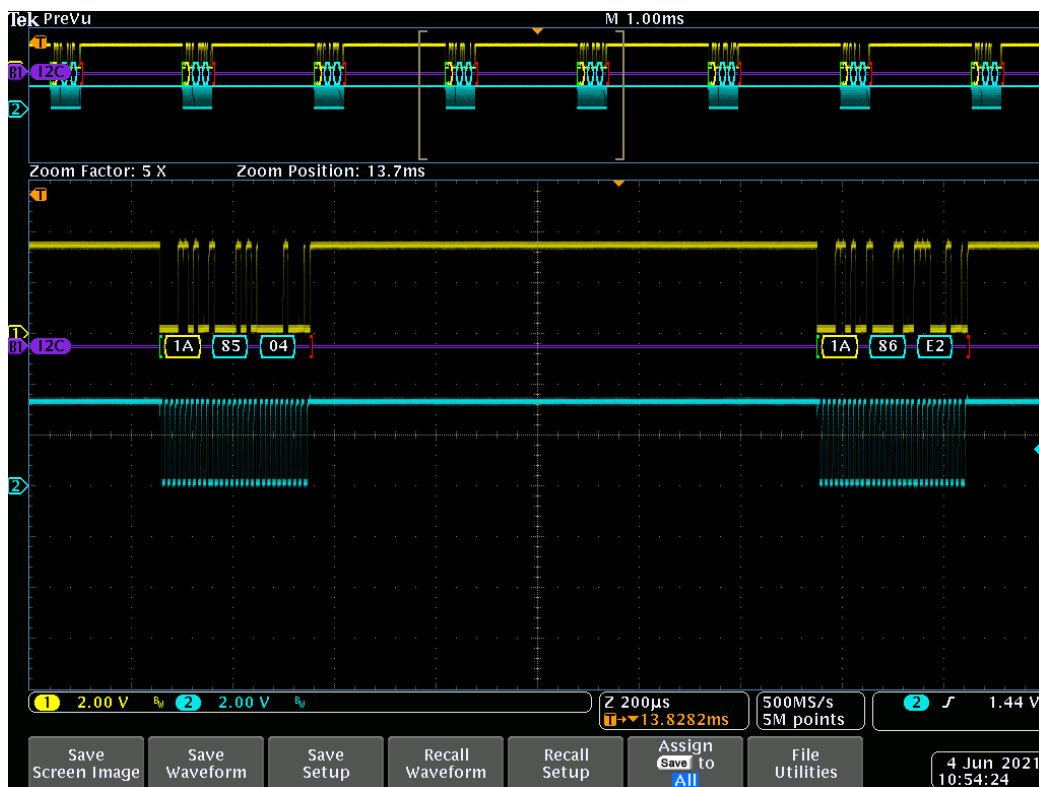 Tek PreVu M 1.00ms
T
B1 I2C
2
Zoom Factor: 5 X Zoom Position: 13.7ms
T
1
B1 I2C 1A 85 04 1A 86 E2
2
1 2.00 V BW 2 2.00 V BW
Z 200µs
T→▼13.8282ms
500MS/s
5M points
2 1.44 V
Save
Screen Image
Save
Waveform
Save
Setup
Recall
Waveform
Recall
Setup
Assign
Save to
All
File
Utilities
4 Jun 2021
10:54:24